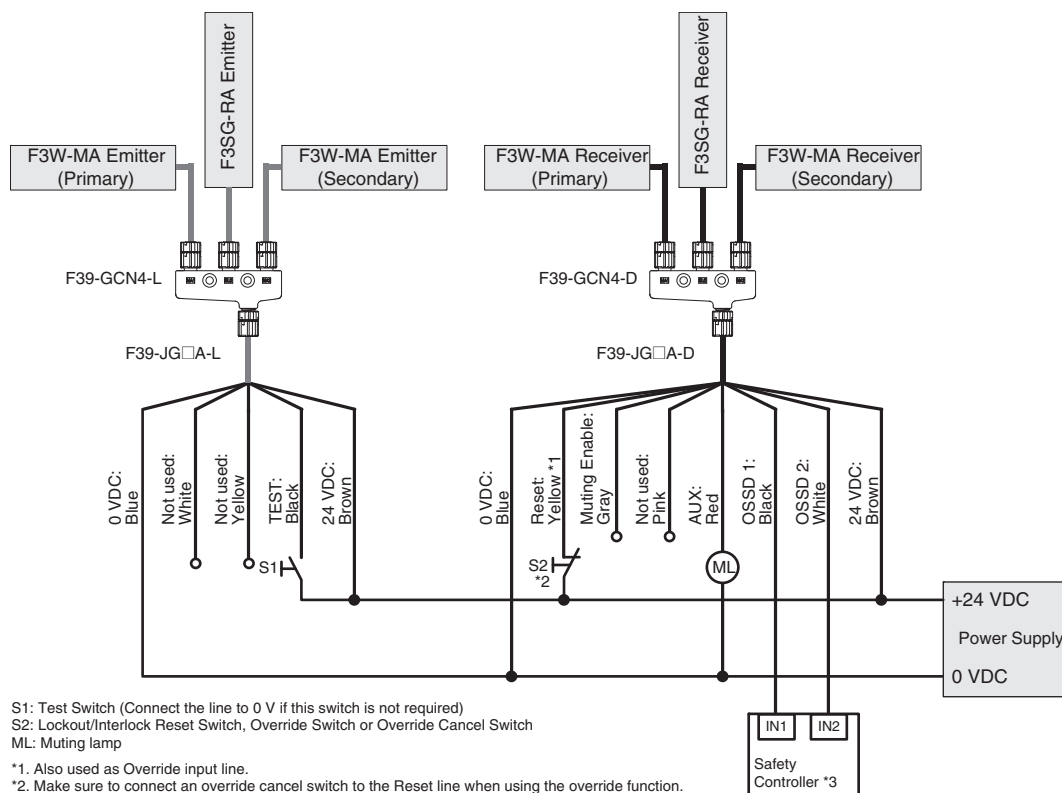 F3SG-RA Emitter
F3W-MA Emitter
(Primary)
F3W-MA Emitter
(Secondary)
F3SG-RA Receiver
F3W-MA Receiver
(Primary)
F3W-MA Receiver
(Secondary)
F39-GCN4-L
F39-GCN4-D
F39-JG□A-L
F39-JG□A-D
0 VDC:
Blue
Not used:
White
Not used:
Yellow
TEST:
Black
24 VDC:
Brown
0 VDC:
Blue
Reset:
Yellow *1
Muting Enable:
Gray
Not used:
Pink
AUX:
Red
OSSD 1:
Black
OSSD 2:
White
24 VDC:
Brown
S1
S2
*2
ML
+24 VDC
Power Supply
0 VDC
IN1
IN2
Safety
Controller *3
S1: Test Switch (Connect the line to 0 V if this switch is not required)
S2: Lockout/Interlock Reset Switch, Override Switch or Override Cancel Switch
ML: Muting lamp
*1. Also used as Override input line.
*2. Make sure to connect an override cancel switch to the Reset line when using the override function.